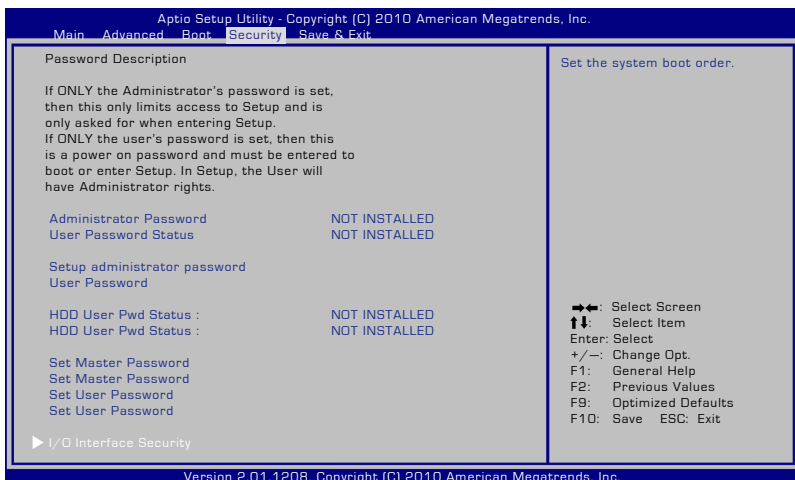 Aptio Setup Utility - Copyright (C) 2010 American Megatrends, Inc.
Main Advanced Boot Security Save & Exit
Password Description
If ONLY the Administrator's password is set,
then this only limits access to Setup and is
only asked for when entering Setup.
If ONLY the user's password is set, then this
is a power on password and must be entered to
boot or enter Setup. In Setup, the User will
have Administrator rights.
Administrator Password NOT INSTALLED
User Password Status NOT INSTALLED
Setup administrator password
User Password
HDD User Pwd Status : NOT INSTALLED
HDD User Pwd Status : NOT INSTALLED
Set Master Password
Set Master Password
Set User Password
Set User Password
I/O Interface Security
Set the system boot order.
→←: Select Screen
↑↓: Select Item
Enter: Select
+/—: Change Opt.
F1: General Help
F2: Previous Values
F9: Optimized Defaults
F10: Save ESC: Exit
Version 2.01.1208. Copyright (C) 2010 American Megatrends, Inc.